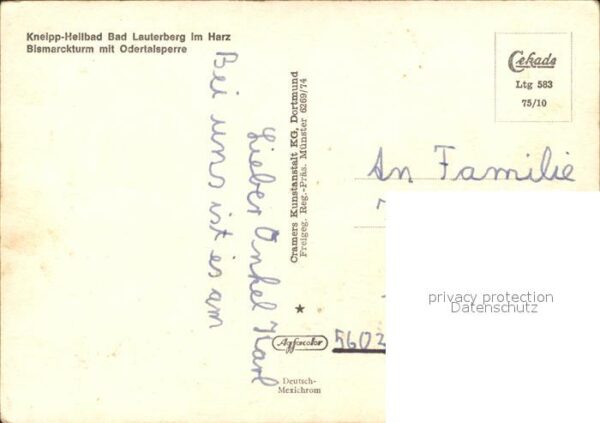 Kneipp-Heilbad Bad Lauterberg im Harz
Bismarckturm mit Odertalsperre
Lieber Onkel Karl
Bei uns ist es am
Cramers Kunstanstalt KG, Dortmund
Freigeg. Reg.-Präs. Münster 6269/74
Cekade
Ltg 583
75/10
An Familie
privacy protection
Datenschutz
Agfacolor
5602
Deutsch-
Mexichrom